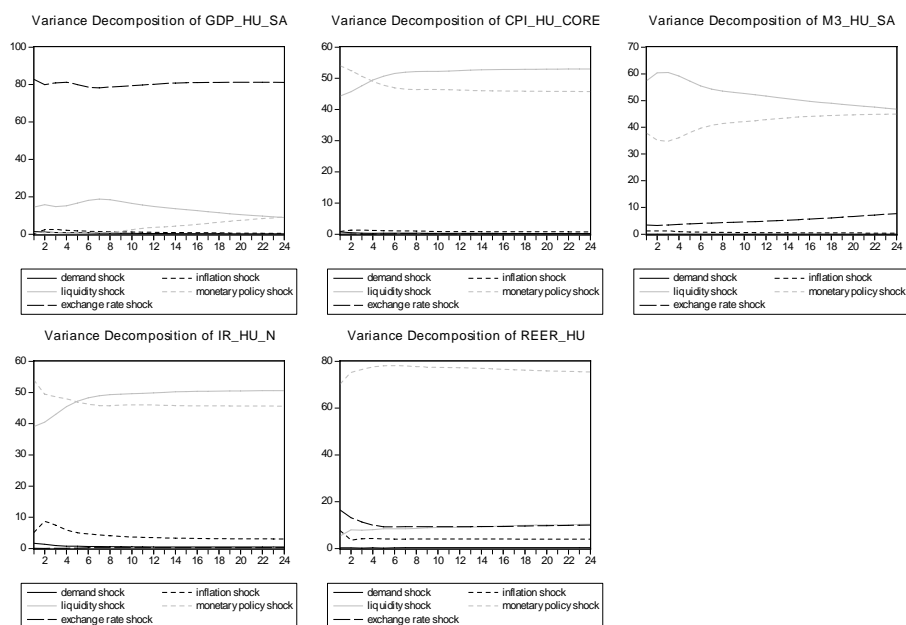 Variance Decomposition of GDP_HU_SA
100
80
60
40
20
0
2 4 6 8 10 12 14 16 18 20 22 24
demand shock inflation shock
liquidity shock monetary policy shock
exchange rate shock
Variance Decomposition of CPI_HU_CORE
60
50
40
30
20
10
0
2 4 6 8 10 12 14 16 18 20 22 24
demand shock inflation shock
liquidity shock monetary policy shock
exchange rate shock
Variance Decomposition of M3_HU_SA
70
60
50
40
30
20
10
0
2 4 6 8 10 12 14 16 18 20 22 24
demand shock inflation shock
liquidity shock monetary policy shock
exchange rate shock
Variance Decomposition of IR_HU_N
60
50
40
30
20
10
0
2 4 6 8 10 12 14 16 18 20 22 24
demand shock inflation shock
liquidity shock monetary policy shock
exchange rate shock
Variance Decomposition of REER_HU
80
60
40
20
0
2 4 6 8 10 12 14 16 18 20 22 24
demand shock inflation shock
liquidity shock monetary policy shock
exchange rate shock